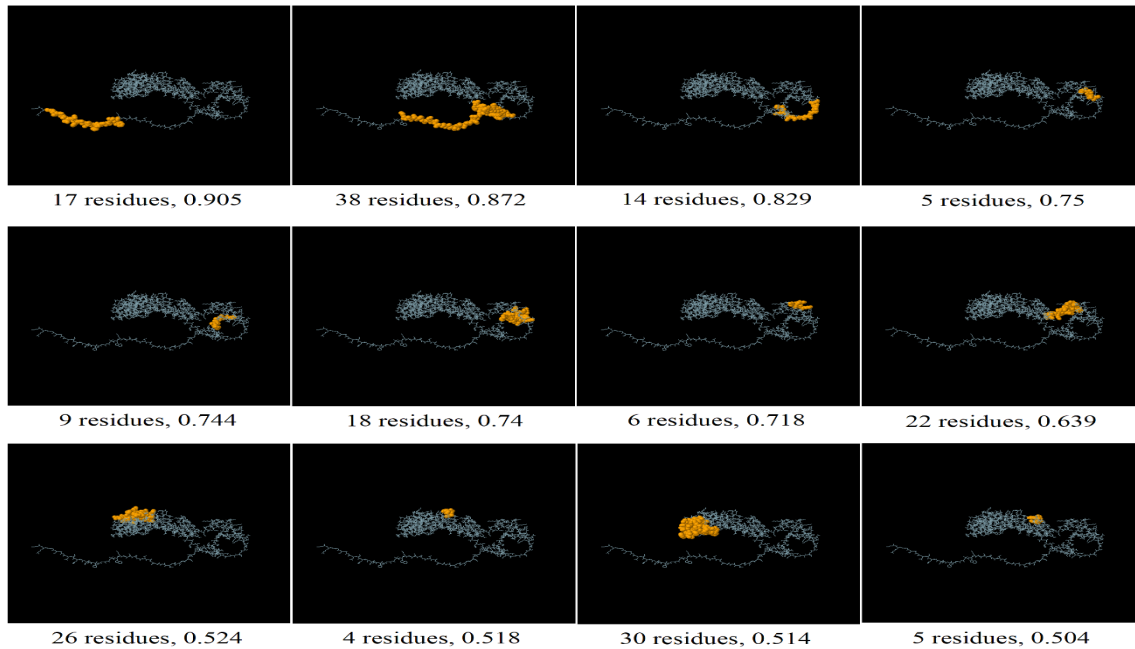 17 residues, 0.905
38 residues, 0.872
14 residues, 0.829
5 residues, 0.75
9 residues, 0.744
18 residues, 0.74
6 residues, 0.718
22 residues, 0.639
26 residues, 0.524
4 residues, 0.518
30 residues, 0.514
5 residues, 0.504